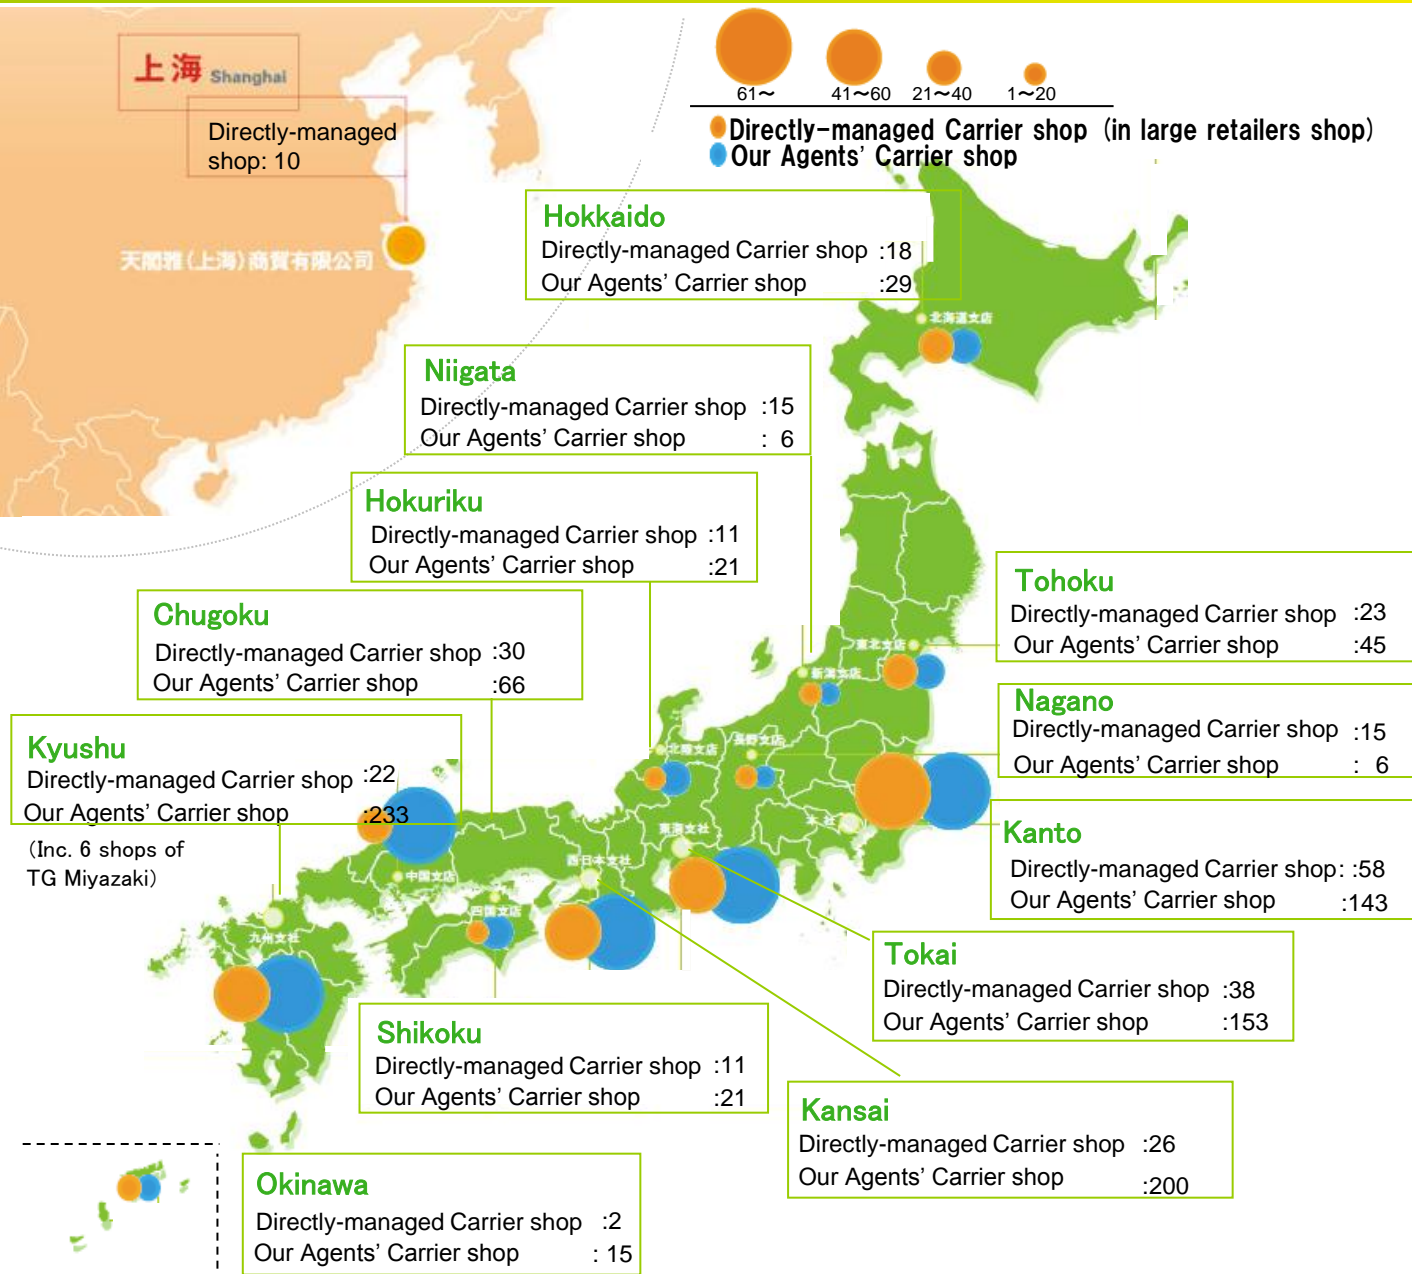 上海 Shanghai
Directly-managed
shop: 10
天閣雅(上海)商貿有限公司
61～ 41～60 21～40 1～20
Directly-managed Carrier shop (in large retailers shop)
Our Agents' Carrier shop
Hokkaido
Directly-managed Carrier shop :18
Our Agents' Carrier shop :29
北海道支店
Niigata
Directly-managed Carrier shop :15
Our Agents' Carrier shop : 6
Hokuriku
Directly-managed Carrier shop :11
Our Agents' Carrier shop :21
Tohoku
Directly-managed Carrier shop :23
Our Agents' Carrier shop :45
Chugoku
Directly-managed Carrier shop :30
Our Agents' Carrier shop :66
東北支店
新潟支店
Nagano
Directly-managed Carrier shop :15
Our Agents' Carrier shop : 6
Kyushu
Directly-managed Carrier shop :22
Our Agents' Carrier shop :233
(Inc. 6 shops of
TG Miyazaki)
北陸支店
長野支店
本社
東海支社
西日本支社
中国支店
四国支店
九州支社
Kanto
Directly-managed Carrier shop: :58
Our Agents' Carrier shop :143
Tokai
Directly-managed Carrier shop :38
Our Agents' Carrier shop :153
Shikoku
Directly-managed Carrier shop :11
Our Agents' Carrier shop :21
Kansai
Directly-managed Carrier shop :26
Our Agents' Carrier shop :200
Okinawa
Directly-managed Carrier shop :2
Our Agents' Carrier shop : 15